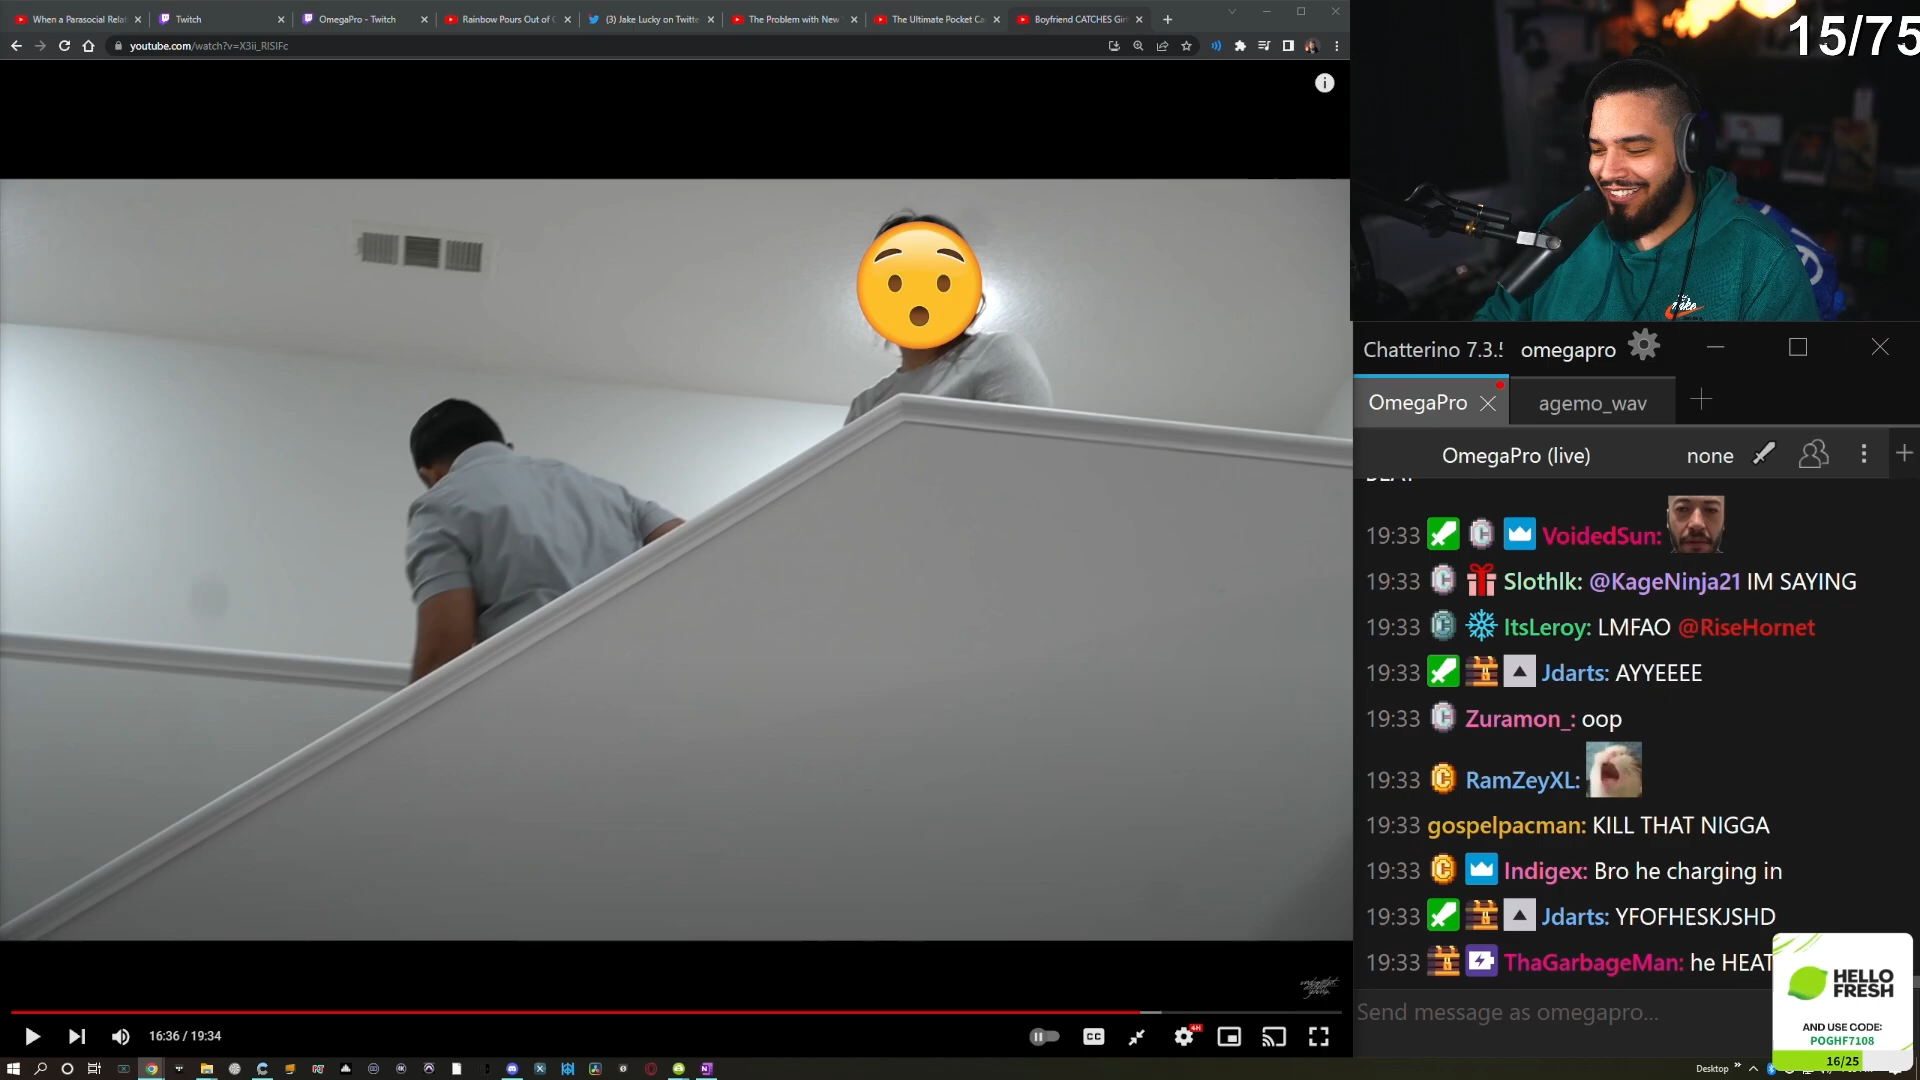 When a Parasocial Relat
Twitch
OmegaPro - Twitch
Rainbow Pours Out of
(3) Jake Lucky on Twitte
The Problem with New
The Ultimate Pocket Ca
Boyfriend CATCHES Gir
youtube.com/watch?v=X3ii_RlSlFc
15/75
Chatterino 7.3.5
omegapro
OmegaPro
agemo_wav
OmegaPro (live)
none
19:33 VoidedSun:
19:33 Slothlk: @KageNinja21 IM SAYING
19:33 ItsLeroy: LMFAO @RiseHornet
19:33 Jdarts: AYYEEEE
19:33 Zuramon_: oop
19:33 RamZeyXL:
19:33 gospelpacman: KILL THAT NIGGA
19:33 Indigex: Bro he charging in
19:33 Jdarts: YFOFHESKJSHD
19:33 ThaGarbageMan: he HEAT
Send message as omegapro...
HELLO
FRESH
AND USE CODE:
POGHF7108
16/25
16:36 / 19:34
CC
4K
Desktop